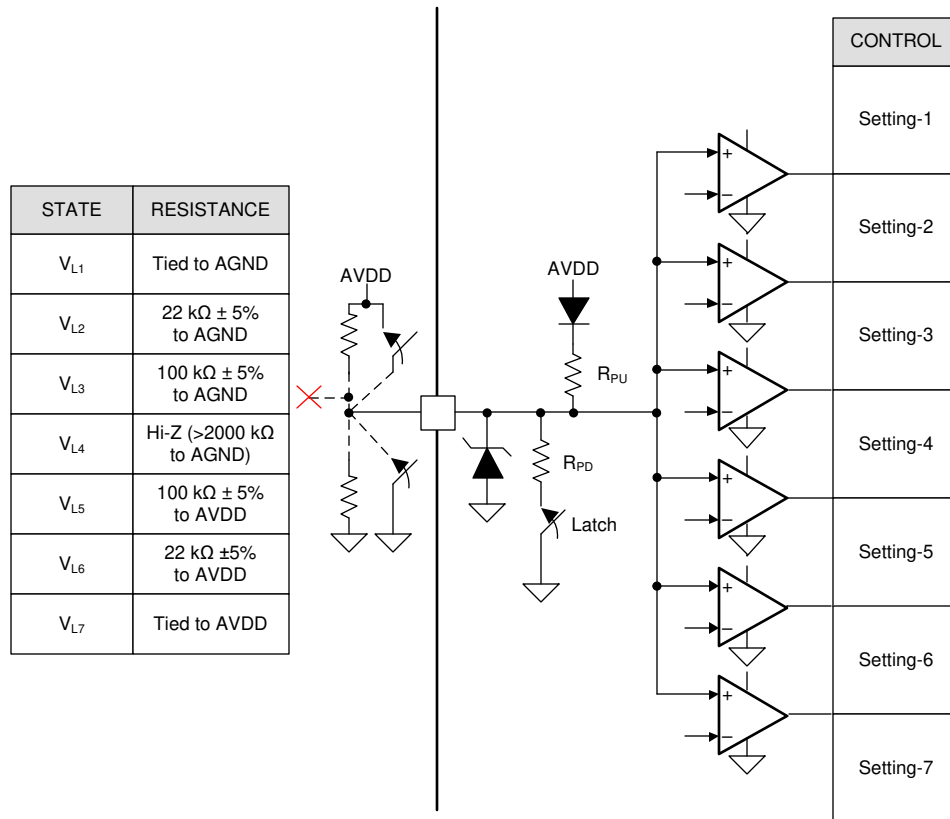 STATE RESISTANCE
V_L1 Tied to AGND
V_L2 22 kΩ ± 5%
to AGND
V_L3 100 kΩ ± 5%
to AGND
V_L4 Hi-Z (>2000 kΩ
to AGND)
V_L5 100 kΩ ± 5%
to AVDD
V_L6 22 kΩ ±5%
to AVDD
V_L7 Tied to AVDD
AVDD
AVDD
R_PU
R_PD
Latch
+
−
+
−
+
−
+
−
+
−
+
−
CONTROL
Setting-1
Setting-2
Setting-3
Setting-4
Setting-5
Setting-6
Setting-7